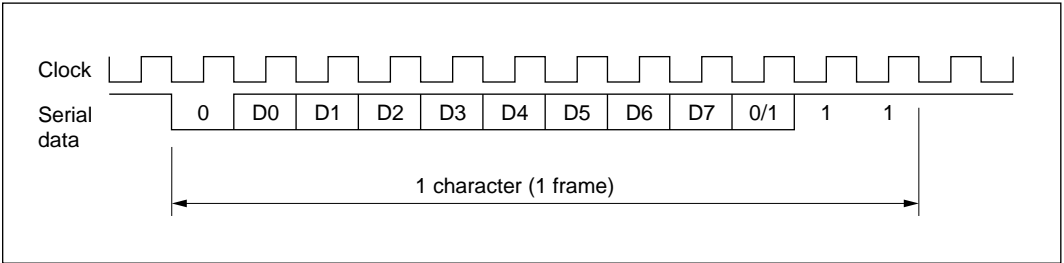 Clock
Serial
data
0 D0 D1 D2 D3 D4 D5 D6 D7 0/1 1 1
1 character (1 frame)